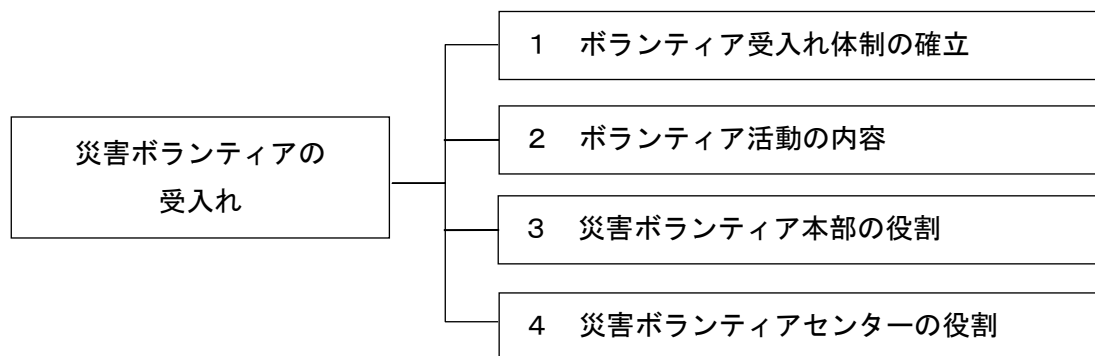 災害ボランティアの
受入れ
１　ボランティア受入れ体制の確立
２　ボランティア活動の内容
３　災害ボランティア本部の役割
４　災害ボランティアセンターの役割